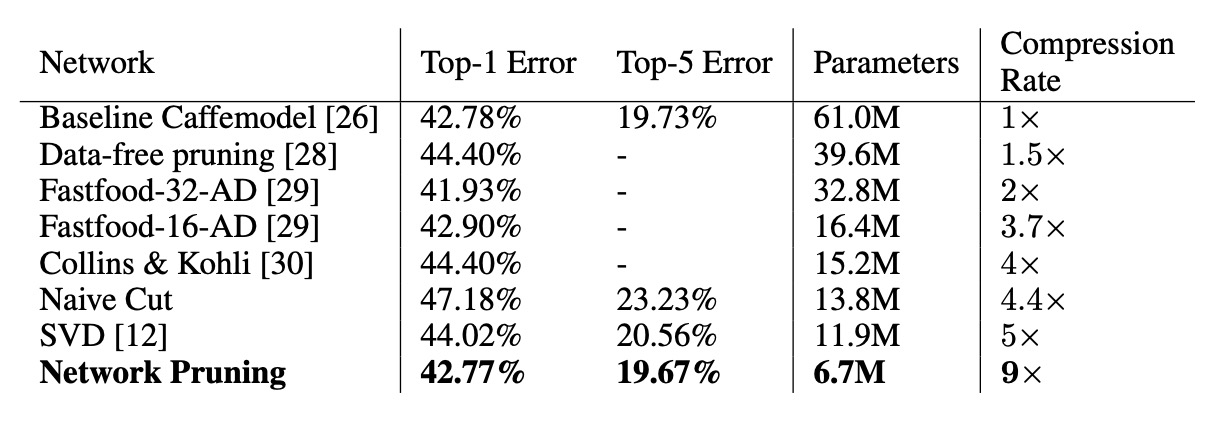 Network Top-1 Error Top-5 Error Parameters Compression Rate
Baseline Caffemodel [26] 42.78% 19.73% 61.0M 1×
Data-free pruning [28] 44.40% - 39.6M 1.5×
Fastfood-32-AD [29] 41.93% - 32.8M 2×
Fastfood-16-AD [29] 42.90% - 16.4M 3.7×
Collins & Kohli [30] 44.40% - 15.2M 4×
Naive Cut 47.18% 23.23% 13.8M 4.4×
SVD [12] 44.02% 20.56% 11.9M 5×
Network Pruning 42.77% 19.67% 6.7M 9×